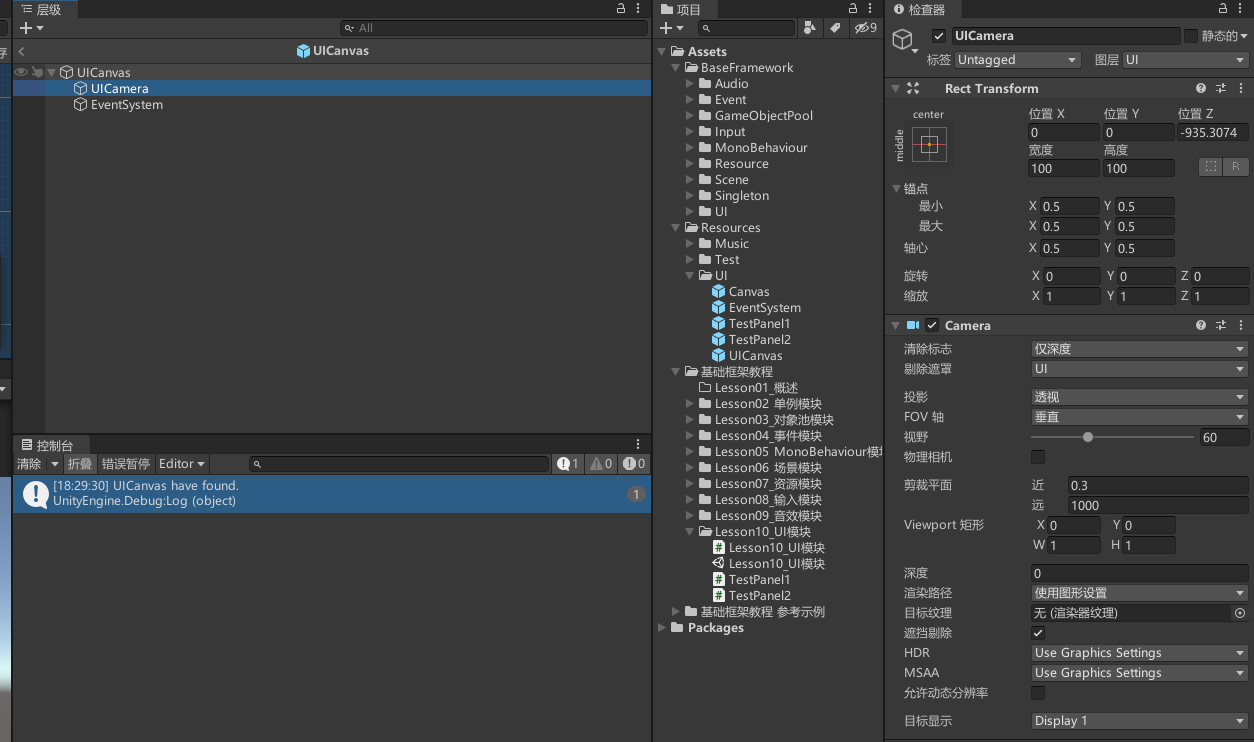 层级
All
UICanvas
UICanvas
UICamera
EventSystem
控制台
清除 折叠 错误暂停 Editor 1 0 0
[18:29:30] UICanvas have found.
UnityEngine.Debug:Log (object)
1
项目
9
Assets
BaseFramework
Audio
Event
GameObjectPool
Input
MonoBehaviour
Resource
Scene
Singleton
UI
Resources
Music
Test
UI
Canvas
EventSystem
TestPanel1
TestPanel2
UICanvas
基础框架教程
Lesson01_概述
Lesson02 单例模块
Lesson03_对象池模块
Lesson04_事件模块
Lesson05 MonoBehaviour模
Lesson06 场景模块
Lesson07_资源模块
Lesson08_输入模块
Lesson09_音效模块
Lesson10_UI模块
Lesson10_UI模块
Lesson10_UI模块
TestPanel1
TestPanel2
基础框架教程 参考示例
Packages
检查器
UICamera 静态的
标签 Untagged 图层 UI
Rect Transform
center
middle
位置 X 位置 Y 位置 Z
0 0 -935.3074
宽度 高度
100 100 R
锚点
最小 X 0.5 Y 0.5
最大 X 0.5 Y 0.5
轴心 X 0.5 Y 0.5
旋转 X 0 Y 0 Z 0
缩放 X 1 Y 1 Z 1
Camera
清除标志 仅深度
剔除遮罩 UI
投影 透视
FOV 轴 垂直
视野 60
物理相机
剪裁平面 近 0.3
远 1000
Viewport 矩形 X 0 Y 0
W 1 H 1
深度 0
渲染路径 使用图形设置
目标纹理 无 (渲染器纹理)
遮挡剔除
HDR Use Graphics Settings
MSAA Use Graphics Settings
允许动态分辨率
目标显示 Display 1